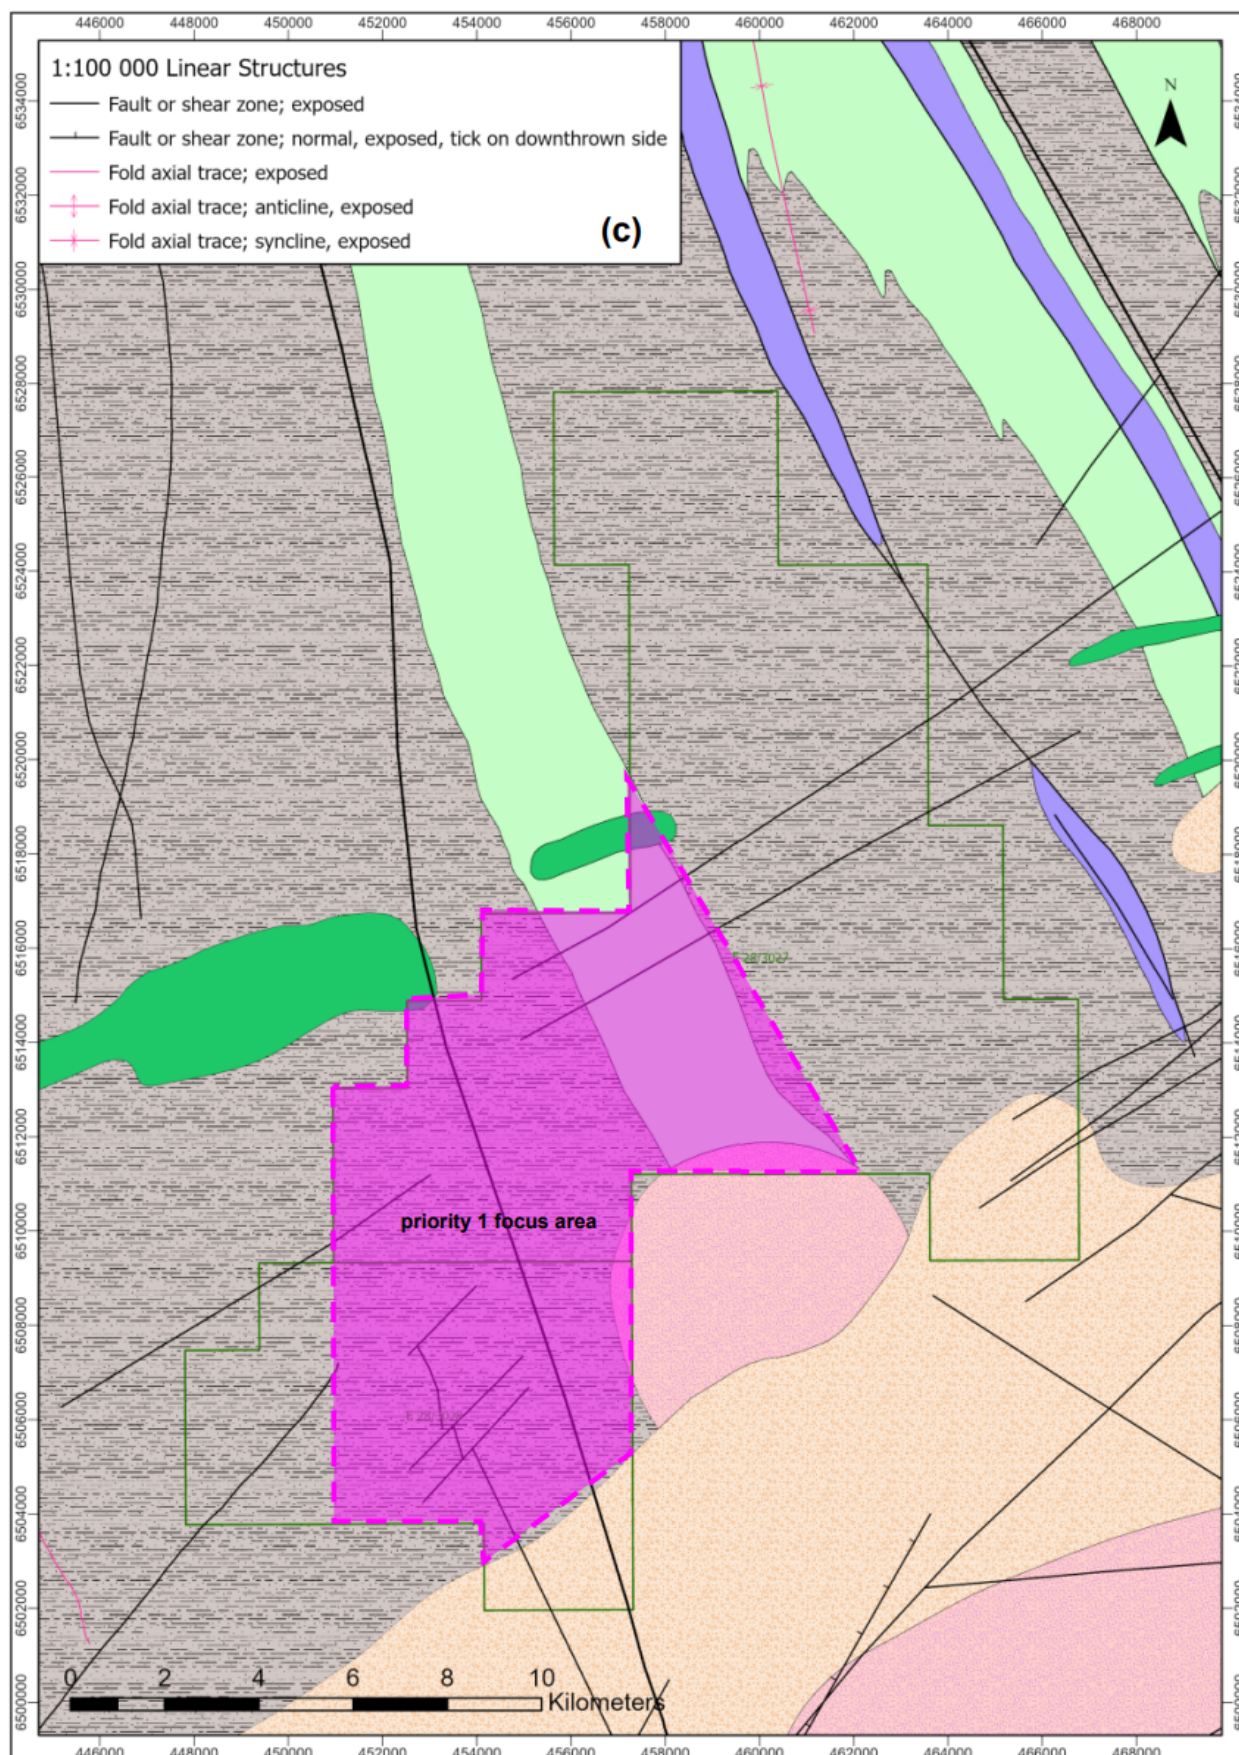 446000 448000 450000 452000 454000 456000 458000 460000 462000 464000 466000 468000
1:100 000 Linear Structures
Fault or shear zone; exposed
Fault or shear zone; normal, exposed, tick on downthrown side
Fold axial trace; exposed
Fold axial trace; anticline, exposed
Fold axial trace; syncline, exposed
(c)
N
6534000
6532000
6530000
6528000
6526000
6524000
6522000
6520000
6518000
6516000
6514000
6512000
6510000
6508000
6506000
6504000
6502000
6500000
E 28/3027
priority 1 focus area
0 2 4 6 8 10
Kilometers
446000 448000 450000 452000 454000 456000 458000 460000 462000 464000 466000 468000